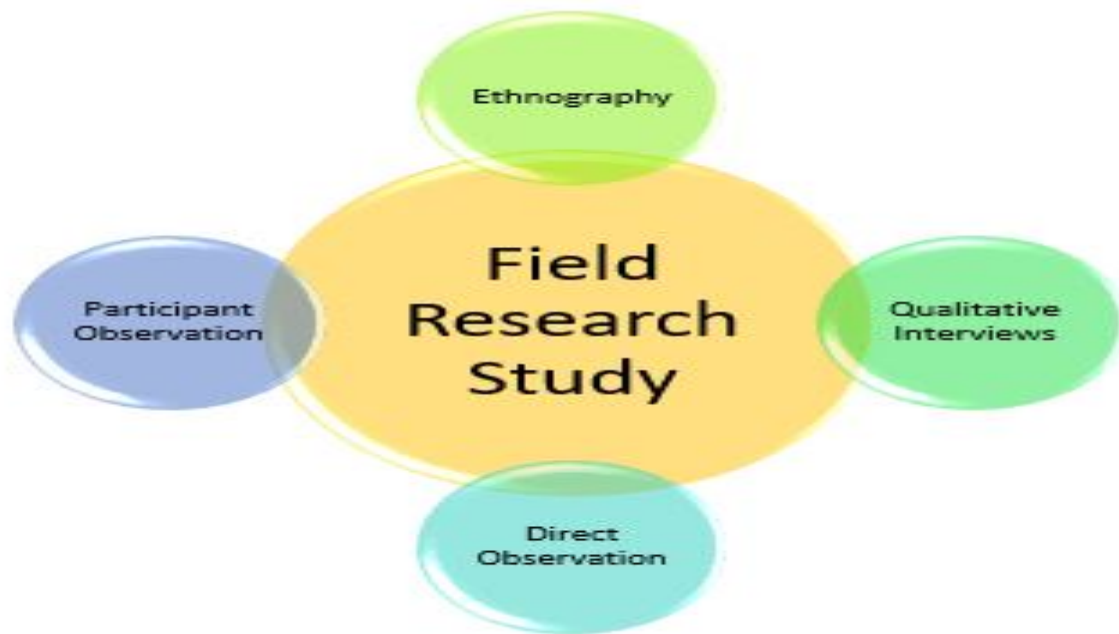 Ethnography
Participant
Observation
Field
Research
Study
Qualitative
Interviews
Direct
Observation